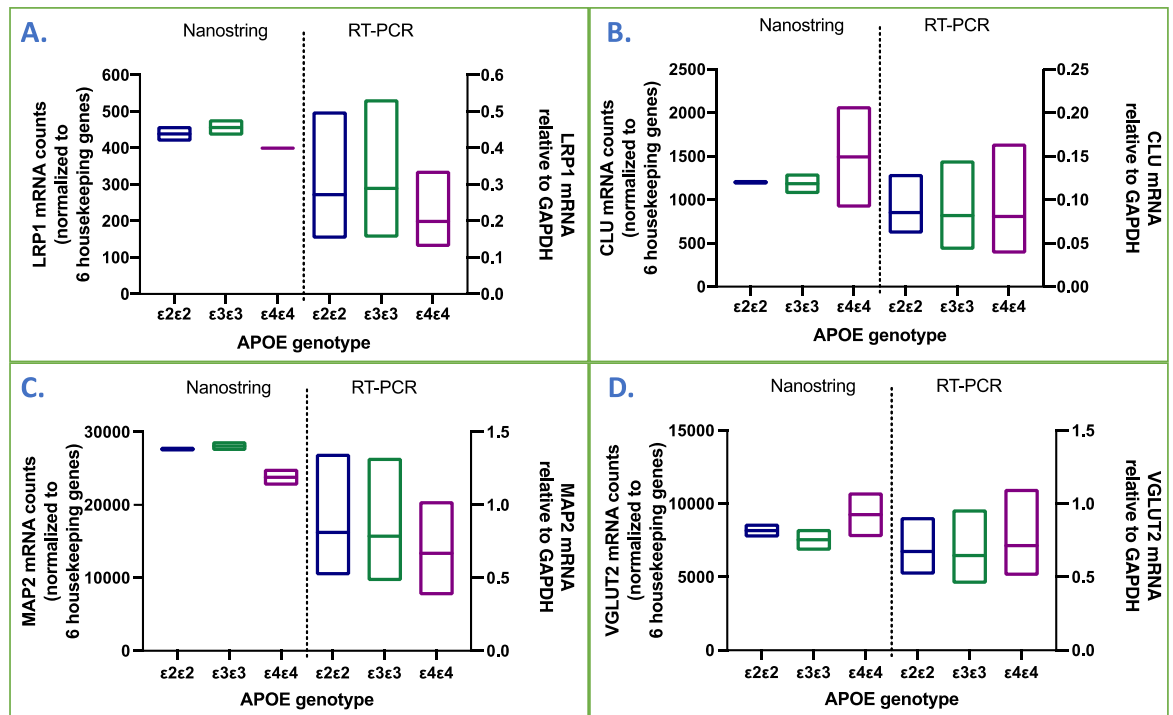 A.
Nanostring
RT-PCR
LRP1 mRNA counts
(normalized to
6 housekeeping genes)
600
500
400
300
200
100
0
0.6
0.5
0.4
0.3
0.2
0.1
0.0
LRP1 mRNA
relative to GAPDH
ε2ε2 ε3ε3 ε4ε4 ε2ε2 ε3ε3 ε4ε4
APOE genotype
B.
Nanostring
RT-PCR
CLU mRNA counts
(normalized to
6 housekeeping genes)
2500
2000
1500
1000
500
0
0.25
0.20
0.15
0.10
0.05
0.00
CLU mRNA
relative to GAPDH
ε2ε2 ε3ε3 ε4ε4 ε2ε2 ε3ε3 ε4ε4
APOE genotype
C.
Nanostring
RT-PCR
MAP2 mRNA counts
(normalized to
6 housekeeping genes)
30000
20000
10000
0
1.5
1.0
0.5
0.0
MAP2 mRNA
relative to GAPDH
ε2ε2 ε3ε3 ε4ε4 ε2ε2 ε3ε3 ε4ε4
APOE genotype
D.
Nanostring
RT-PCR
VGLUT2 mRNA counts
(normalized to
6 housekeeping genes)
15000
10000
5000
0
1.5
1.0
0.5
0.0
VGLUT2 mRNA
relative to GAPDH
ε2ε2 ε3ε3 ε4ε4 ε2ε2 ε3ε3 ε4ε4
APOE genotype